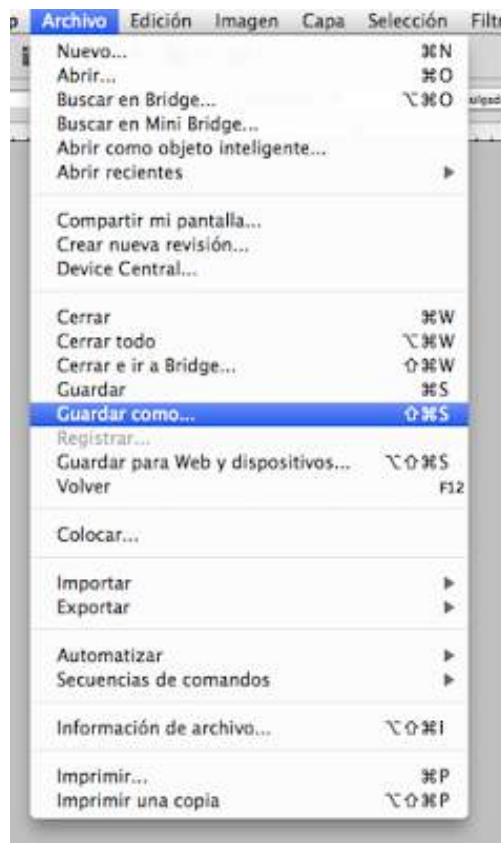 Archivo Edición Imagen Capa Selección
Nuevo... ⌘N
Abrir... ⌘O
Buscar en Bridge... ⌥⌘O
Buscar en Mini Bridge...
Abrir como objeto inteligente...
Abrir recientes ▶
Compartir mi pantalla...
Crear nueva revisión...
Device Central...
Cerrar ⌘W
Cerrar todo ⌥⌘W
Cerrar e ir a Bridge... ⇧⌘W
Guardar ⌘S
Guardar como... ⇧⌘S
Registrar...
Guardar para Web y dispositivos... ⌥⇧⌘S
Volver F12
Colocar...
Importar ▶
Exportar ▶
Automatizar ▶
Secuencias de comandos ▶
Información de archivo... ⌥⇧⌘I
Imprimir... ⌘P
Imprimir una copia ⌥⇧⌘P